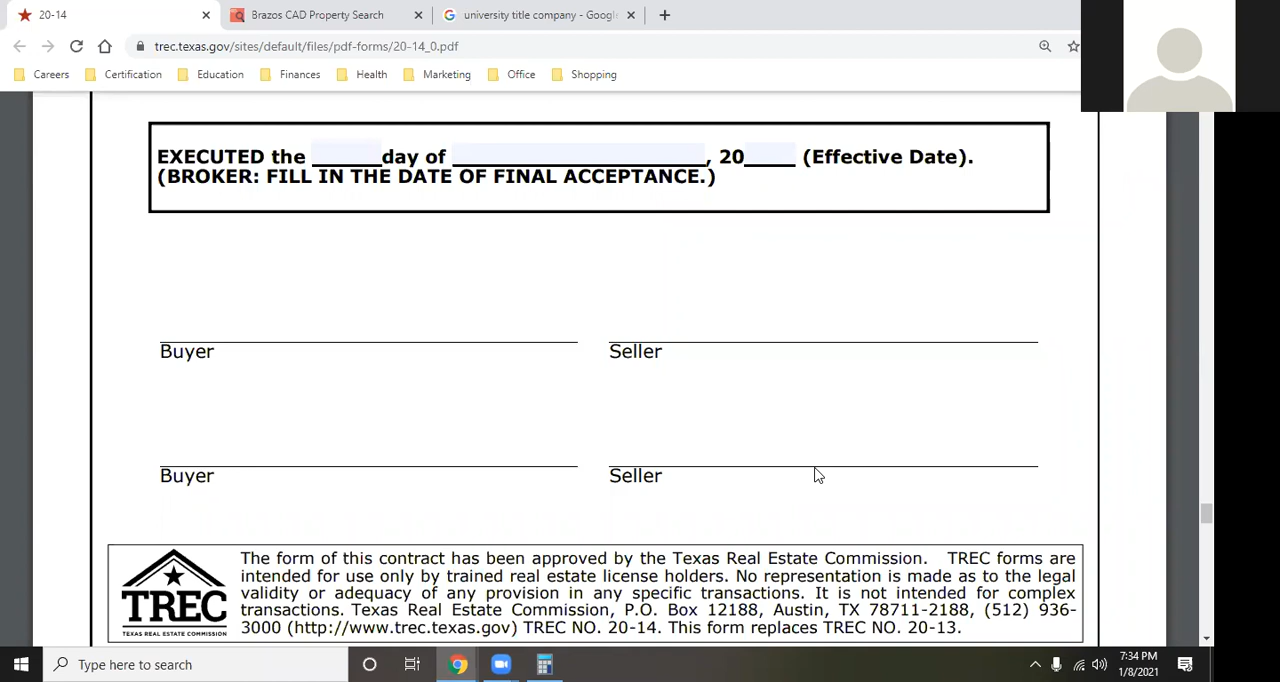 20-14
Brazos CAD Property Search
university title company - Googl
trec.texas.gov/sites/default/files/pdf-forms/20-14_0.pdf
Careers Certification Education Finances Health Marketing Office Shopping
EXECUTED the ______day of ____________________, 20____ (Effective Date).
(BROKER: FILL IN THE DATE OF FINAL ACCEPTANCE.)
Buyer Seller
Buyer Seller
The form of this contract has been approved by the Texas Real Estate Commission. TREC forms are
intended for use only by trained real estate license holders. No representation is made as to the legal
validity or adequacy of any provision in any specific transactions. It is not intended for complex
transactions. Texas Real Estate Commission, P.O. Box 12188, Austin, TX 78711-2188, (512) 936-
3000 (http://www.trec.texas.gov) TREC NO. 20-14. This form replaces TREC NO. 20-13.
TREC
TEXAS REAL ESTATE COMMISSION
Type here to search
7:34 PM
1/8/2021